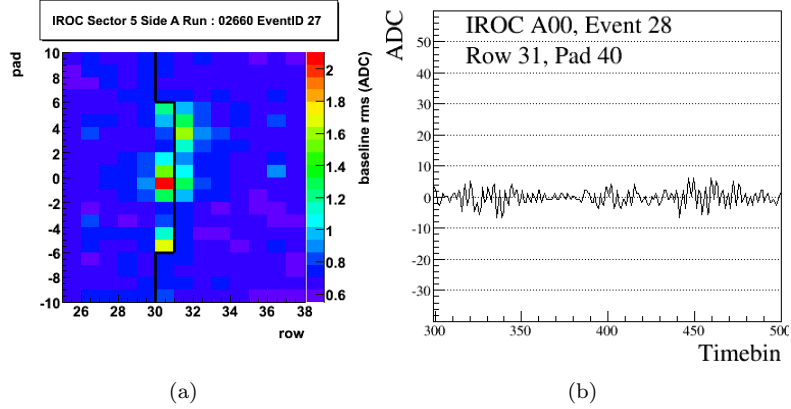 IROC Sector 5 Side A Run : 02660 EventID 27
pad
10
8
6
4
2
0
-2
-4
-6
-8
-10
26 28 30 32 34 36 38
row
2
1.8
1.6
1.4
1.2
1
0.8
0.6
baseline rms (ADC)
(a)
IROC A00, Event 28
Row 31, Pad 40
ADC
50
40
30
20
10
0
-10
-20
-30
300 350 400 450 500
Timebin
(b)